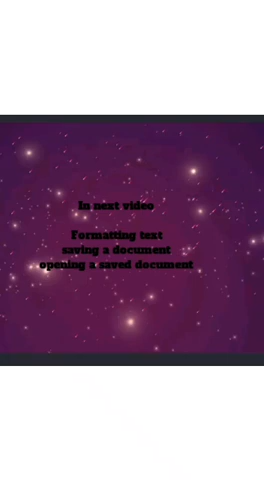 In next video
Formatting text
saving a document
opening a saved document